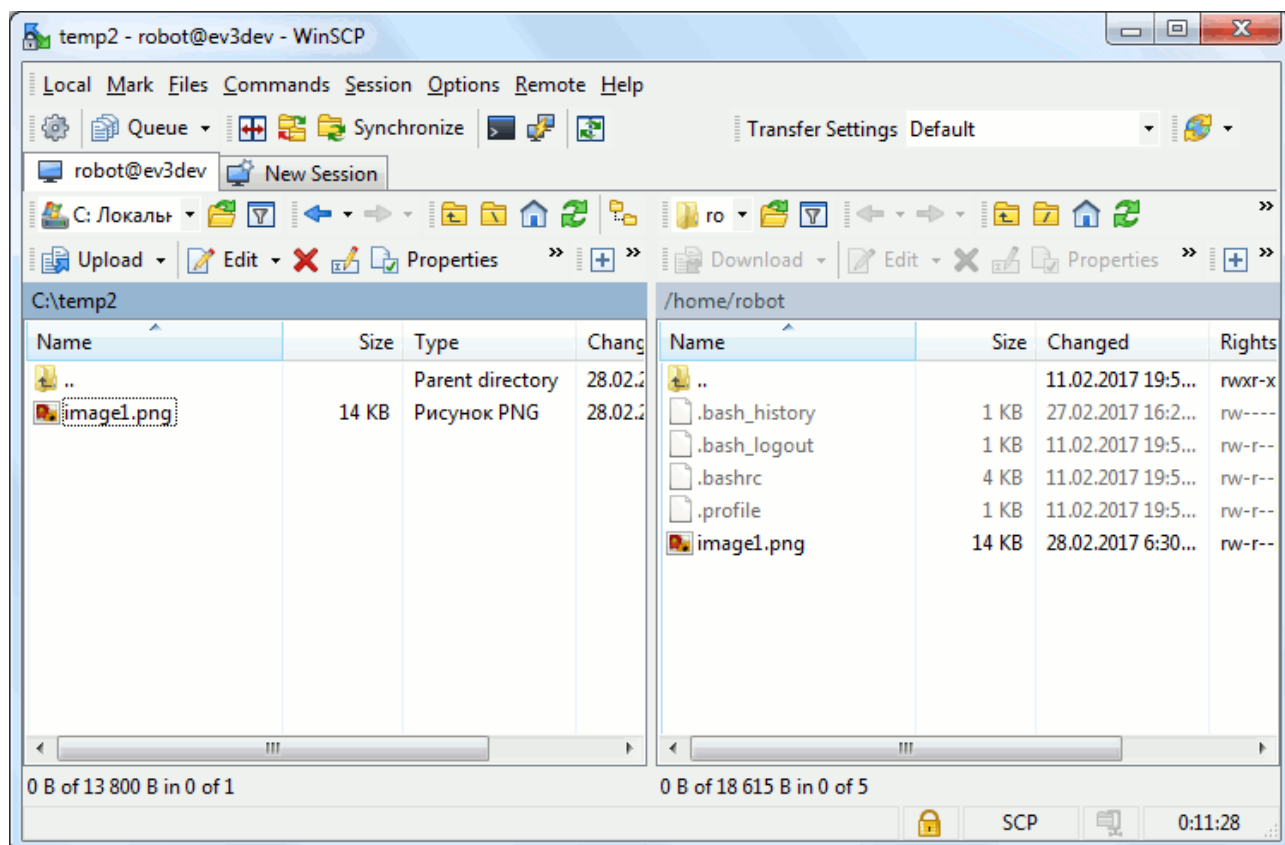 temp2 - robot@ev3dev - WinSCP
Local Mark Files Commands Session Options Remote Help
Queue Synchronize Transfer Settings Default
robot@ev3dev New Session
C: Локальн ro
Upload Edit Properties Download Edit Properties
C:\temp2 /home/robot
Name Size Type Chang Name Size Changed Rights
.. Parent directory 28.02.2 .. 11.02.2017 19:5... rwxr-x
image1.png 14 KB Рисунок PNG 28.02.2 .bash_history 1 KB 27.02.2017 16:2... rw----
.bash_logout 1 KB 11.02.2017 19:5... rw-r--
.bashrc 4 KB 11.02.2017 19:5... rw-r--
.profile 1 KB 11.02.2017 19:5... rw-r--
image1.png 14 KB 28.02.2017 6:30... rw-r--
0 B of 13 800 B in 0 of 1 0 B of 18 615 B in 0 of 5
SCP 0:11:28